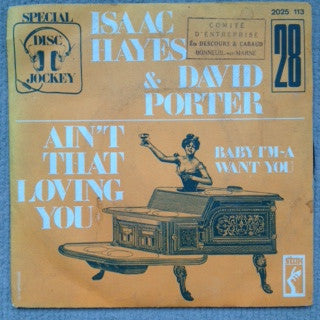 SPECIAL
DISC
JOCKEY
ISAAC
HAYES
& DAVID
PORTER
COMITÉ
D'ENTREPRISE
Éts DESCOURS & CABAUD
BONNEUIL-sur-MARNE
2025 113
28
AIN'T
THAT
LOVING
YOU
BABY I'M-A
WANT YOU
stax